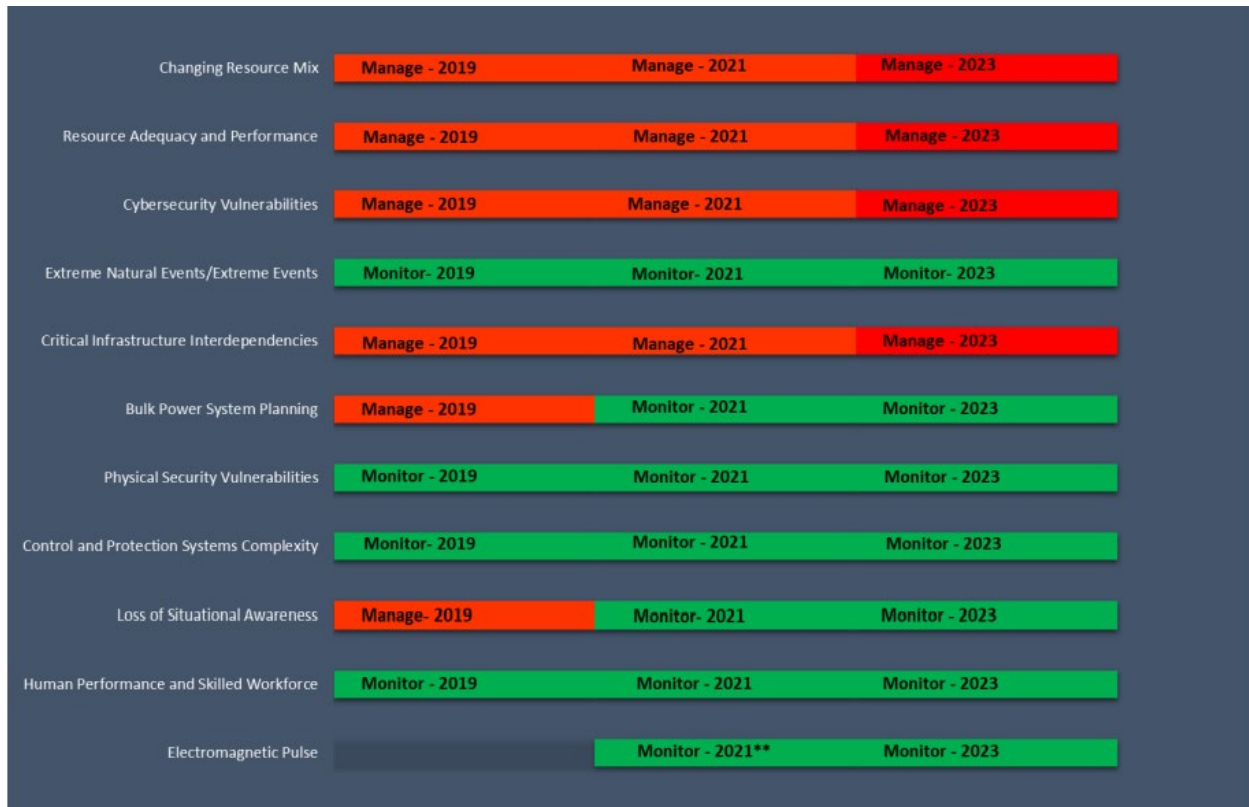 Changing Resource Mix Manage - 2019 Manage - 2021 Manage - 2023
Resource Adequacy and Performance Manage - 2019 Manage - 2021 Manage - 2023
Cybersecurity Vulnerabilities Manage - 2019 Manage - 2021 Manage - 2023
Extreme Natural Events/Extreme Events Monitor- 2019 Monitor- 2021 Monitor- 2023
Critical Infrastructure Interdependencies Manage - 2019 Manage - 2021 Manage - 2023
Bulk Power System Planning Manage - 2019 Monitor - 2021 Monitor - 2023
Physical Security Vulnerabilities Monitor - 2019 Monitor - 2021 Monitor - 2023
Control and Protection Systems Complexity Monitor- 2019 Monitor - 2021 Monitor - 2023
Loss of Situational Awareness Manage- 2019 Monitor- 2021 Monitor - 2023
Human Performance and Skilled Workforce Monitor - 2019 Monitor - 2021 Monitor - 2023
Electromagnetic Pulse Monitor - 2021** Monitor - 2023